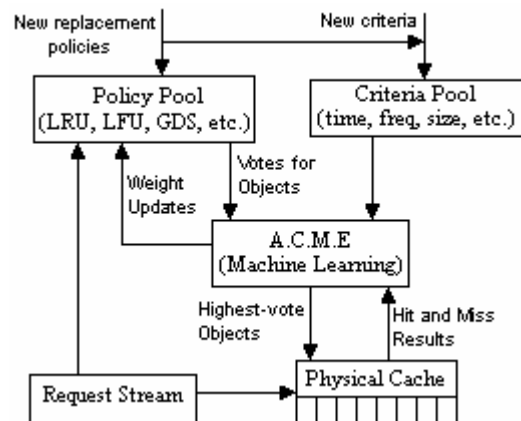 New replacement
policies
New criteria
Policy Pool
(LRU, LFU, GDS, etc.)
Criteria Pool
(time, freq, size, etc.)
Weight
Updates
Votes for
Objects
A.C.M.E
(Machine Learning)
Highest-vote
Objects
Hit and Miss
Results
Request Stream
Physical Cache